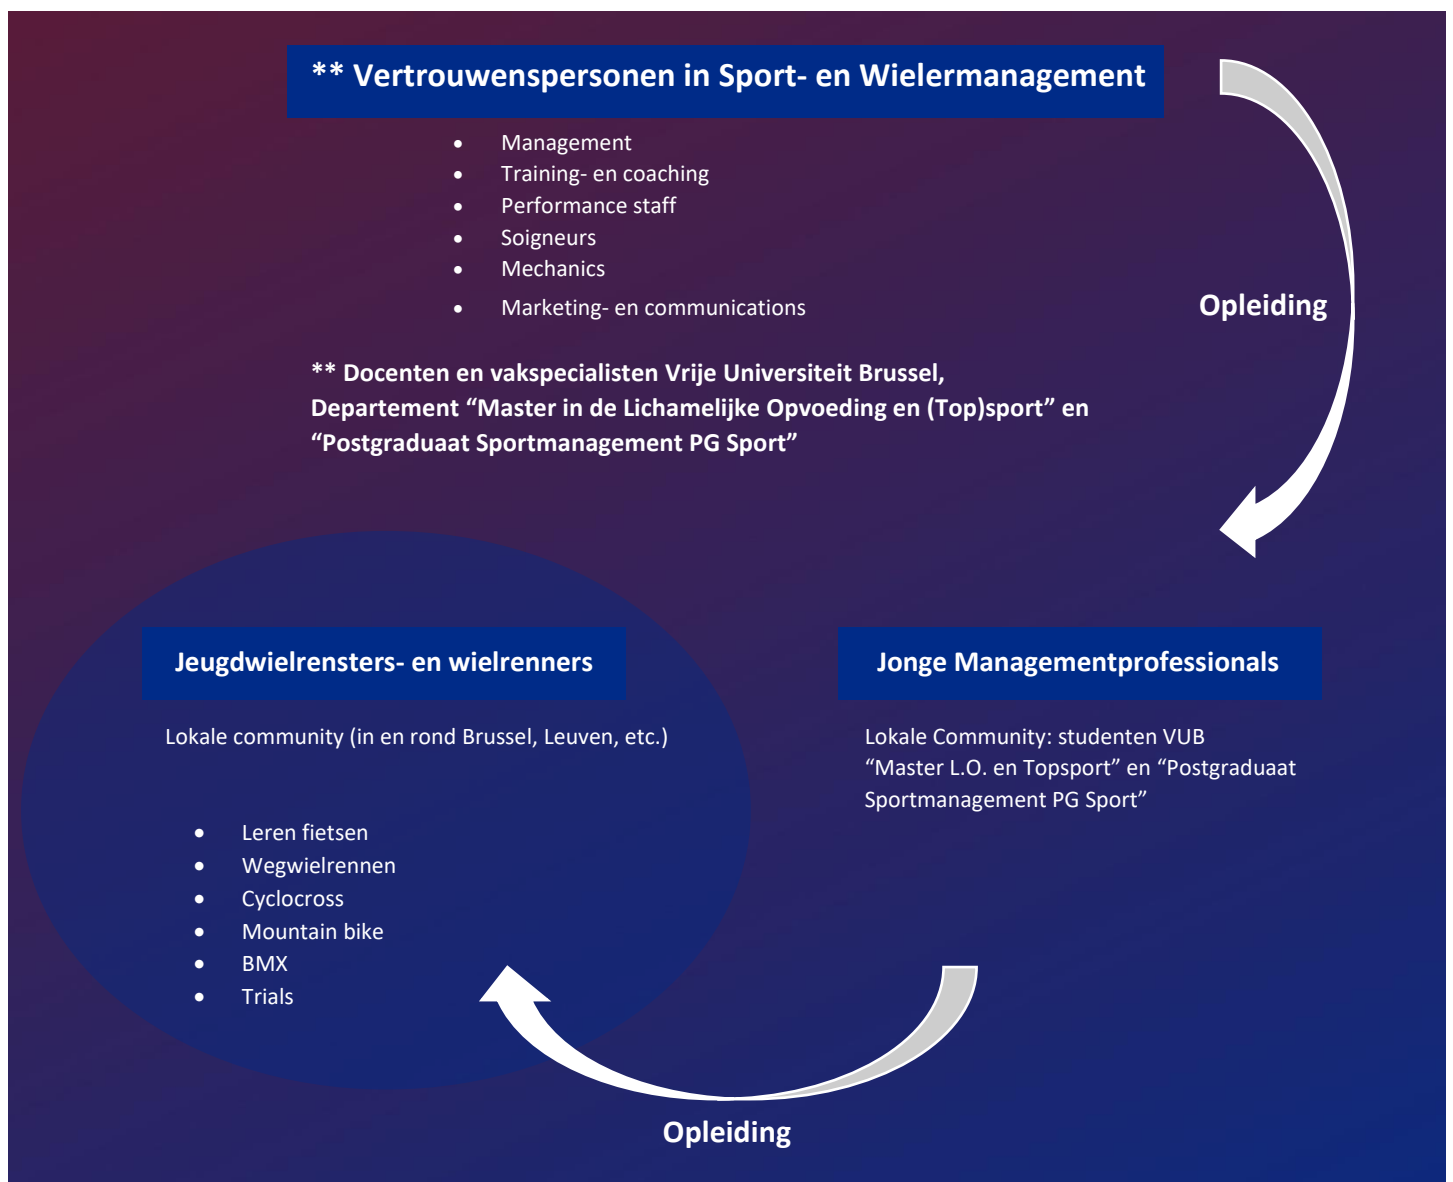 ** Vertrouwenspersonen in Sport- en Wielermanagement
• Management
• Training- en coaching
• Performance staff
• Soigneurs
• Mechanics
• Marketing- en communications
Opleiding
** Docenten en vakspecialisten Vrije Universiteit Brussel,
Departement “Master in de Lichamelijke Opvoeding en (Top)sport” en
“Postgraduaat Sportmanagement PG Sport”
Jeugdwielrensters- en wielrenners
Lokale community (in en rond Brussel, Leuven, etc.)
• Leren fietsen
• Wegwielrennen
• Cyclocross
• Mountain bike
• BMX
• Trials
Jonge Managementprofessionals
Lokale Community: studenten VUB
“Master L.O. en Topsport” en “Postgraduaat
Sportmanagement PG Sport”
Opleiding